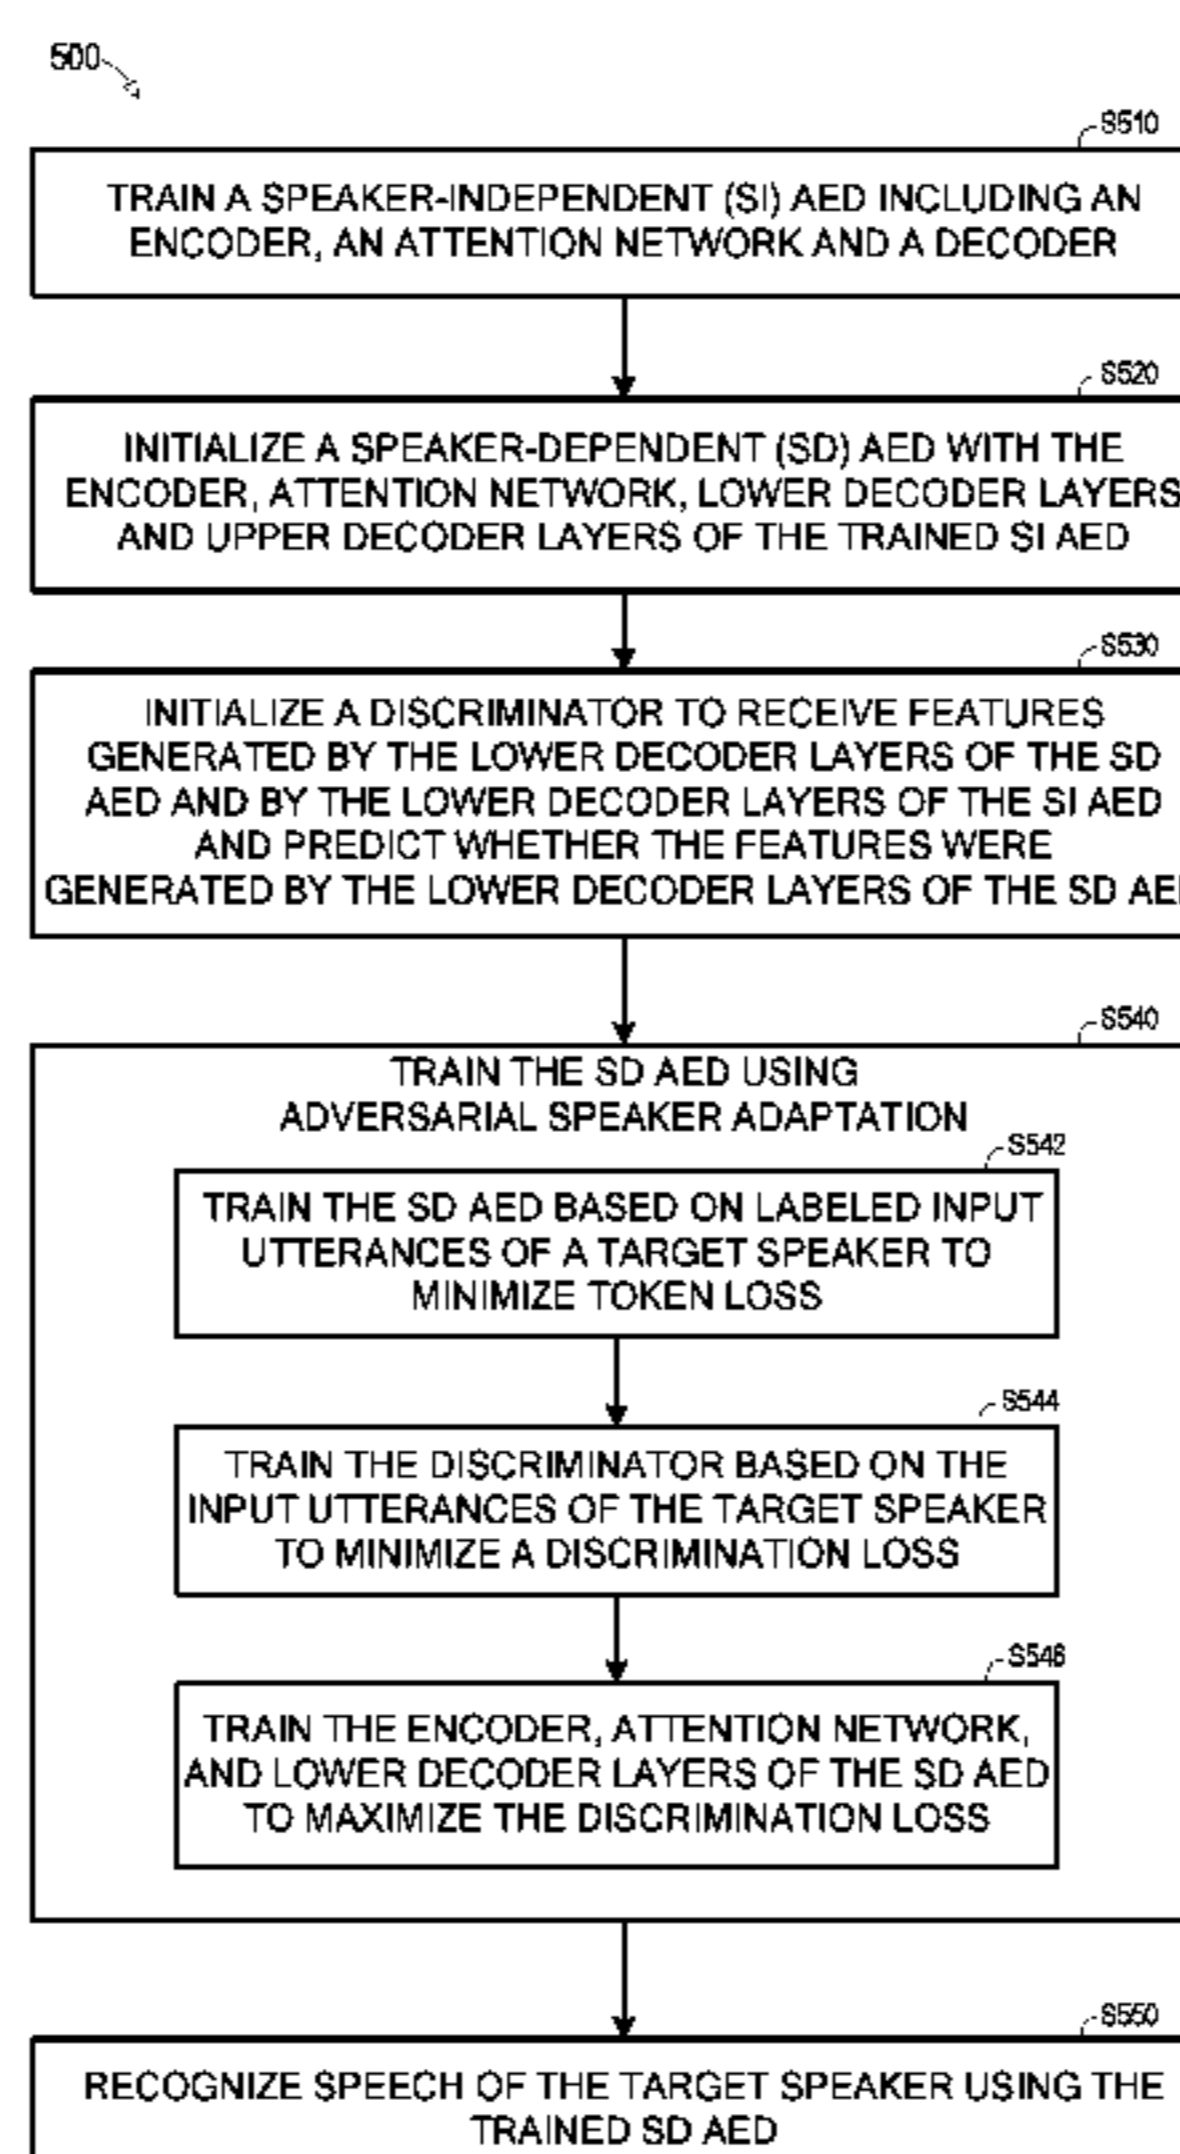 500
S510
TRAIN A SPEAKER-INDEPENDENT (SI) AED INCLUDING AN
ENCODER, AN ATTENTION NETWORK AND A DECODER
S520
INITIALIZE A SPEAKER-DEPENDENT (SD) AED WITH THE
ENCODER, ATTENTION NETWORK, LOWER DECODER LAYERS
AND UPPER DECODER LAYERS OF THE TRAINED SI AED
S530
INITIALIZE A DISCRIMINATOR TO RECEIVE FEATURES
GENERATED BY THE LOWER DECODER LAYERS OF THE SD
AED AND BY THE LOWER DECODER LAYERS OF THE SI AED
AND PREDICT WHETHER THE FEATURES WERE
GENERATED BY THE LOWER DECODER LAYERS OF THE SD AED
S540
TRAIN THE SD AED USING
ADVERSARIAL SPEAKER ADAPTATION
S542
TRAIN THE SD AED BASED ON LABELED INPUT
UTTERANCES OF A TARGET SPEAKER TO
MINIMIZE TOKEN LOSS
S544
TRAIN THE DISCRIMINATOR BASED ON THE
INPUT UTTERANCES OF THE TARGET SPEAKER
TO MINIMIZE A DISCRIMINATION LOSS
S546
TRAIN THE ENCODER, ATTENTION NETWORK,
AND LOWER DECODER LAYERS OF THE SD AED
TO MAXIMIZE THE DISCRIMINATION LOSS
S550
RECOGNIZE SPEECH OF THE TARGET SPEAKER USING THE
TRAINED SD AED